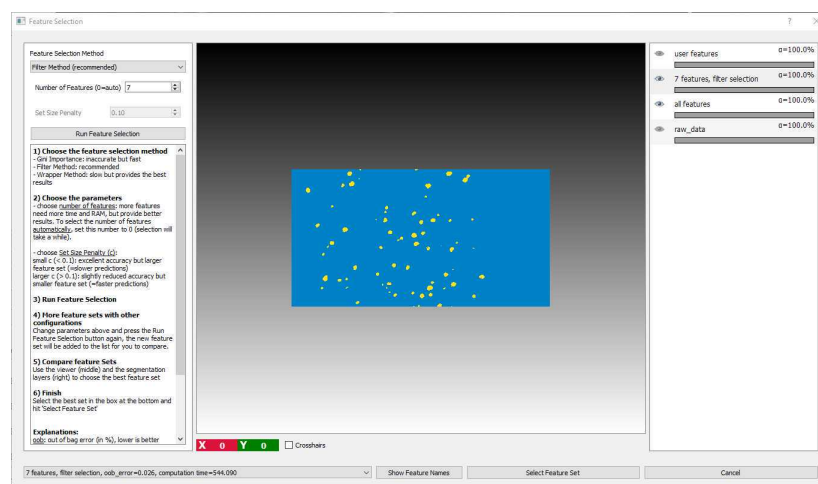 Feature Selection
?
Feature Selection Method
Filter Method (recommended)
Number of Features (0=auto) 7
Set Size Penalty 0.10
Run Feature Selection
1) Choose the feature selection method
- Gini Importance: inaccurate but fast
- Filter Method: recommended
- Wrapper Method: slow but provides the best
results
2) Choose the parameters
- choose number of features: more features
need more time and RAM, but provide better
results. To select the number of features
automatically, set this number to 0 (selection will
take a while).
- choose Set Size Penalty (c):
small c (< 0.1): excellent accuracy but larger
feature set (=slower predictions)
larger c (> 0.1): slightly reduced accuracy but
smaller feature set (=faster predictions)
3) Run Feature Selection
4) More feature sets with other
configurations
Change parameters above and press the Run
Feature Selection button again, the new feature
set will be added to the list for you to compare.
5) Compare feature Sets
Use the viewer (middle) and the segmentation
layers (right) to choose the best feature set
6) Finish
Select the best set in the box at the bottom and
hit 'Select Feature Set'
Explanations:
oob: out of bag error (in %), lower is better
X 0 Y 0 Crosshairs
user features α=100.0%
7 features, filter selection α=100.0%
all features α=100.0%
raw_data α=100.0%
7 features, filter selection, oob_error=0.026, computation time=544.090
Show Feature Names
Select Feature Set
Cancel